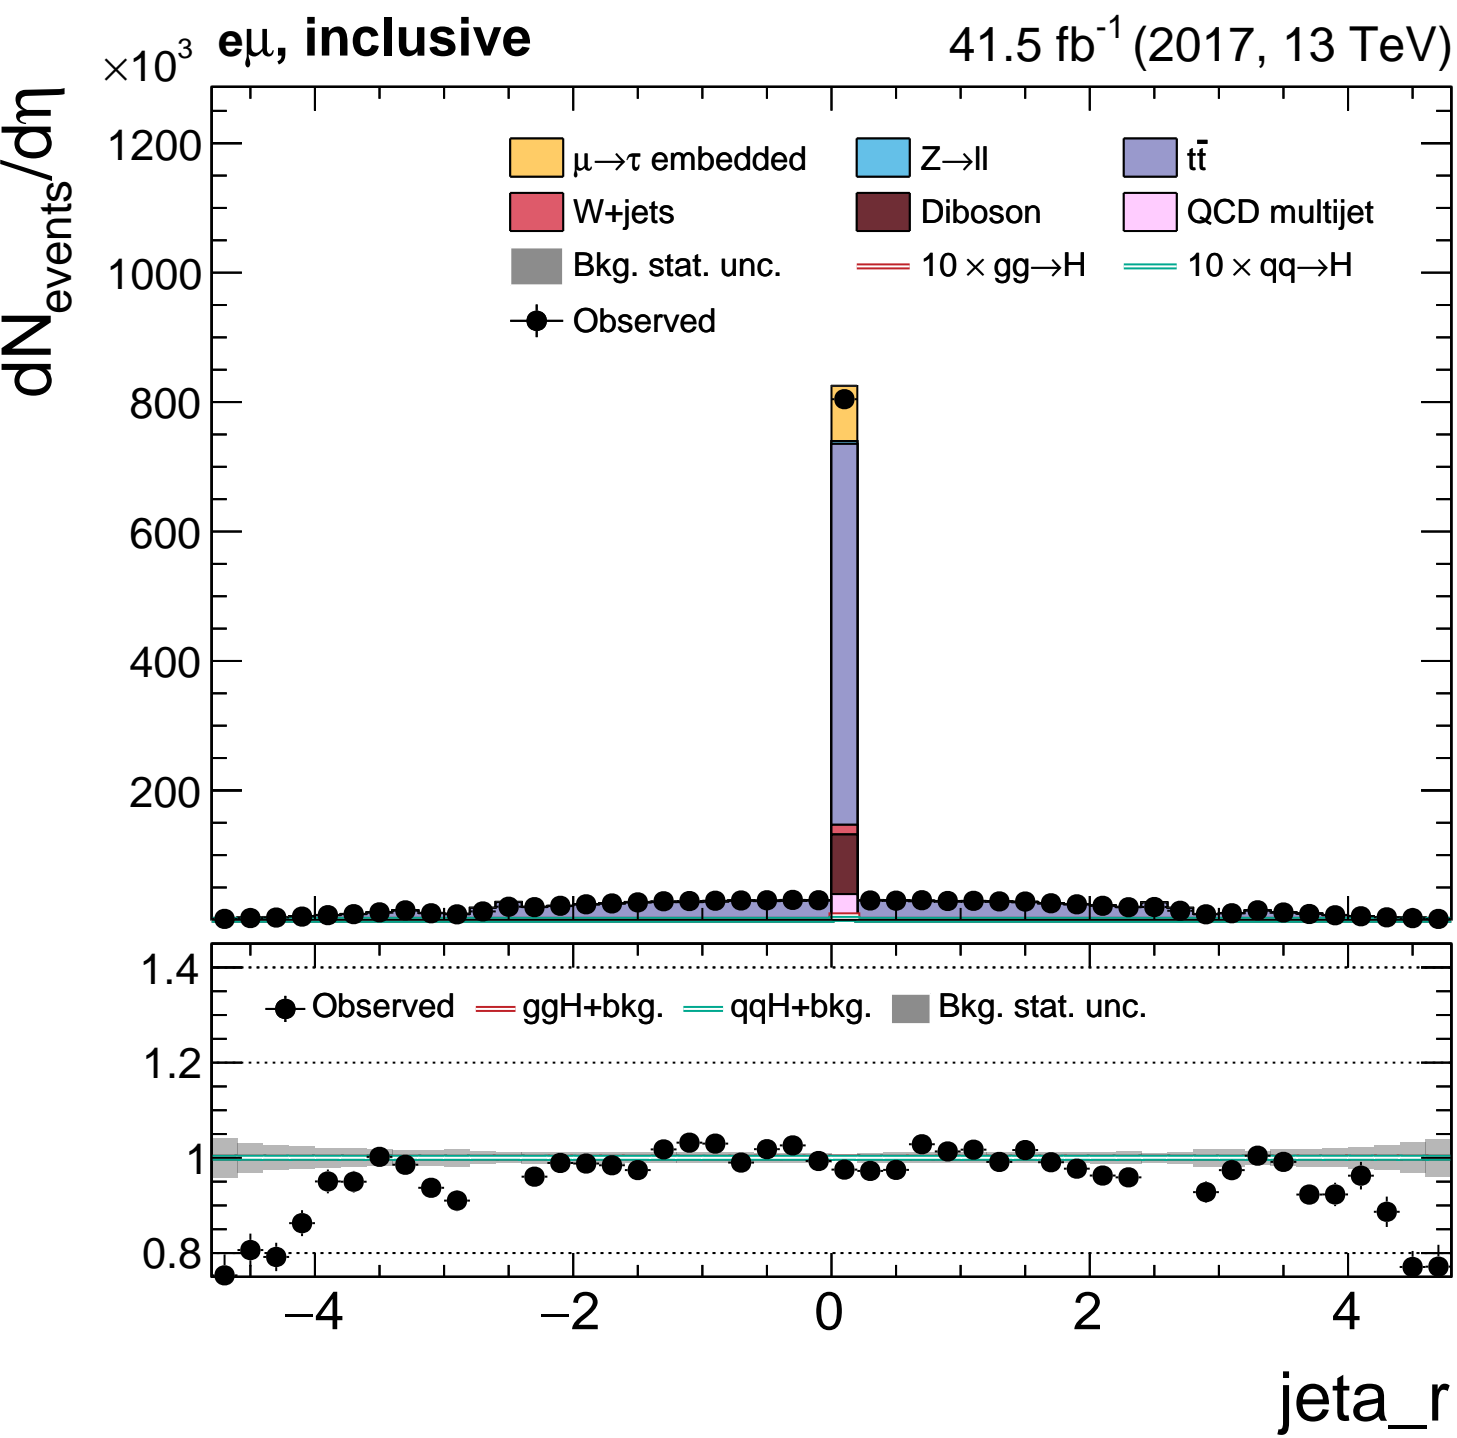 ×10³ eμ, inclusive 41.5 fb⁻¹ (2017, 13 TeV)
dN_events/dη
1200
1000
800
600
400
200
μ→τ embedded Z→ll tt̄
W+jets Diboson QCD multijet
Bkg. stat. unc. 10 × gg→H 10 × qq→H
Observed
1.4
1.2
1
0.8
Observed ggH+bkg. qqH+bkg. Bkg. stat. unc.
−4 −2 0 2 4
jeta_r